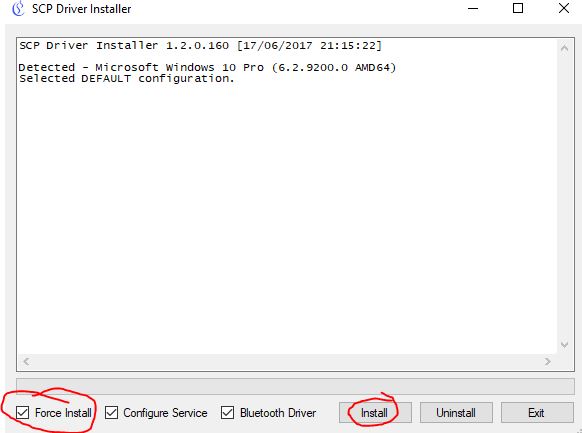 SCP Driver Installer
SCP Driver Installer 1.2.0.160 [17/06/2017 21:15:22]
Detected - Microsoft Windows 10 Pro (6.2.9200.0 AMD64)
Selected DEFAULT configuration.
Force Install Configure Service Bluetooth Driver Install Uninstall Exit